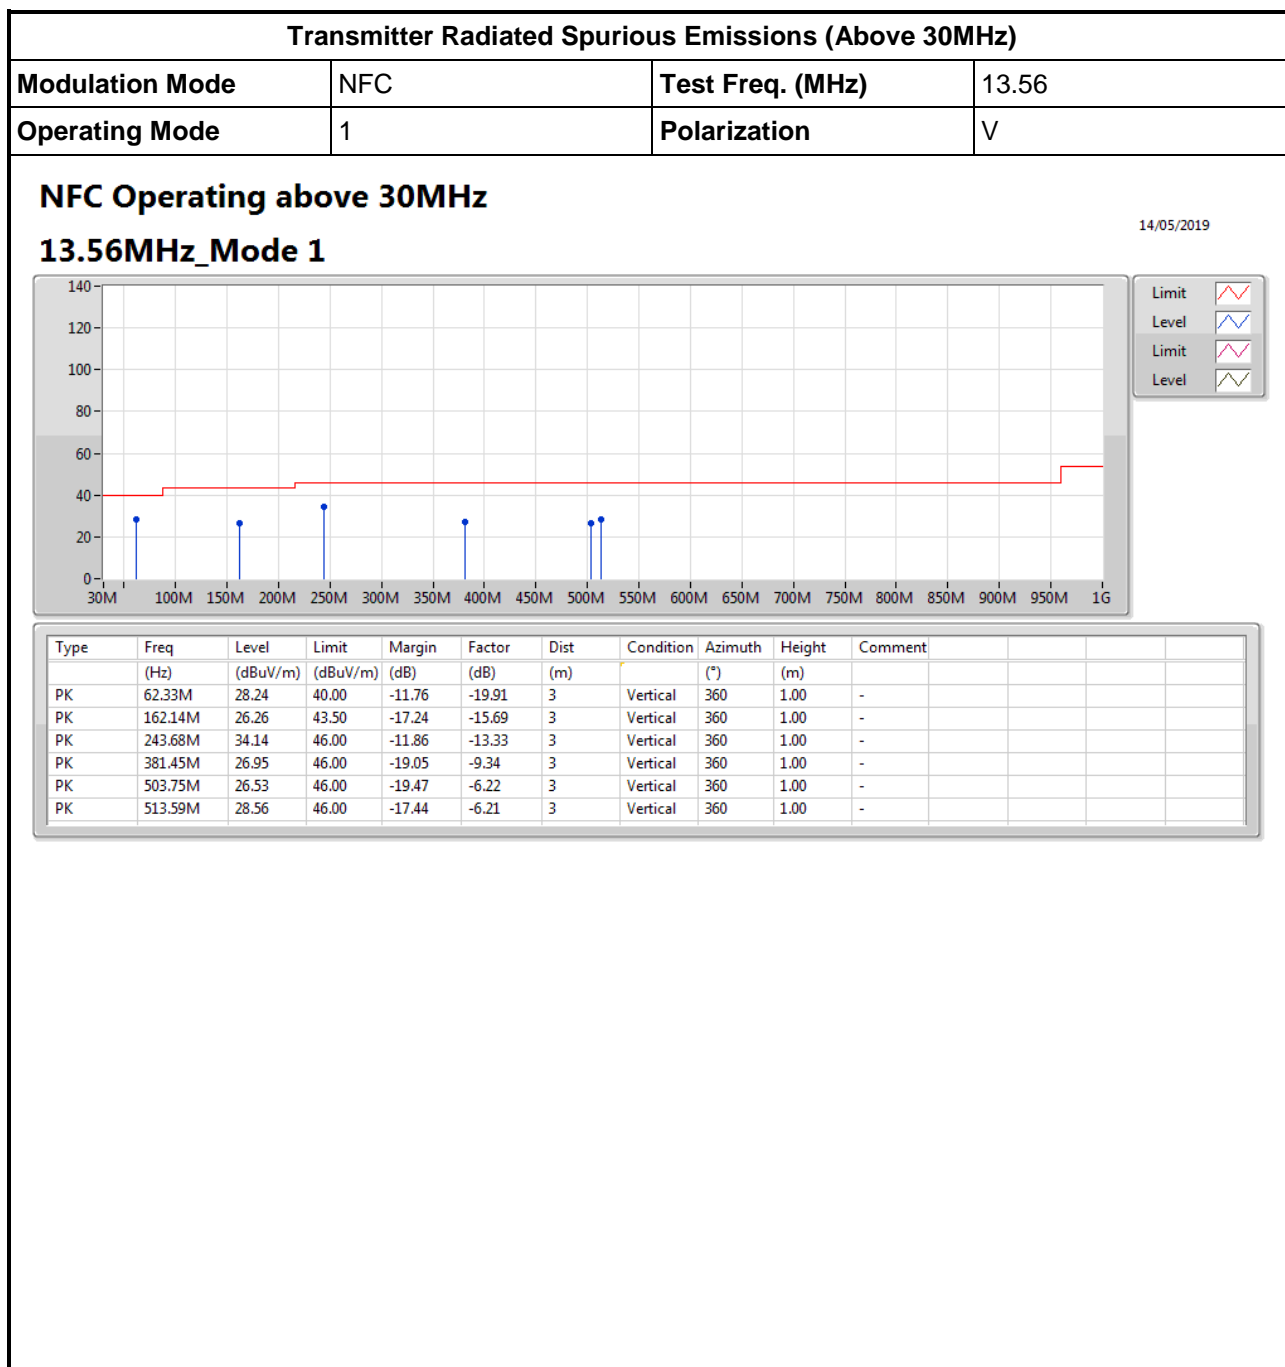 Transmitter Radiated Spurious Emissions (Above 30MHz)
Modulation Mode NFC Test Freq. (MHz) 13.56
Operating Mode 1 Polarization V
NFC Operating above 30MHz
14/05/2019
13.56MHz_Mode 1
140
120
100
80
60
40
20
0
30M 100M 150M 200M 250M 300M 350M 400M 450M 500M 550M 600M 650M 700M 750M 800M 850M 900M 950M 1G
Limit
Level
Limit
Level
Type Freq Level Limit Margin Factor Dist Condition Azimuth Height Comment
(Hz) (dBuV/m) (dBuV/m) (dB) (dB) (m) (°) (m)
PK 62.33M 28.24 40.00 -11.76 -19.91 3 Vertical 360 1.00 -
PK 162.14M 26.26 43.50 -17.24 -15.69 3 Vertical 360 1.00 -
PK 243.68M 34.14 46.00 -11.86 -13.33 3 Vertical 360 1.00 -
PK 381.45M 26.95 46.00 -19.05 -9.34 3 Vertical 360 1.00 -
PK 503.75M 26.53 46.00 -19.47 -6.22 3 Vertical 360 1.00 -
PK 513.59M 28.56 46.00 -17.44 -6.21 3 Vertical 360 1.00 -